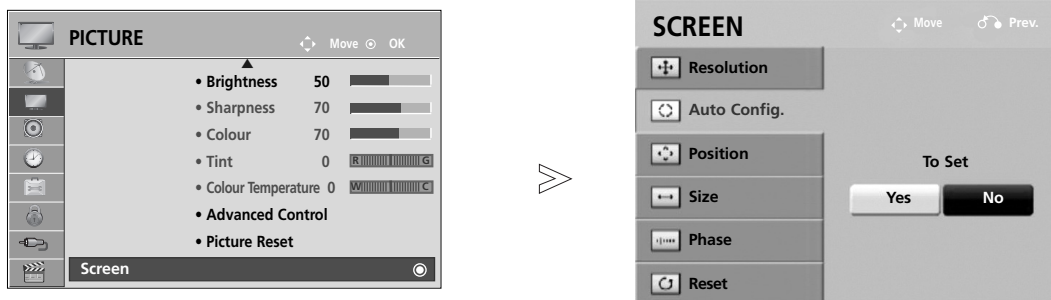 PICTURE
Move OK
• Brightness 50
• Sharpness 70
• Colour 70
• Tint 0 R G
• Colour Temperature 0 W C
• Advanced Control
• Picture Reset
Screen
SCREEN
Move Prev.
Resolution
Auto Config.
Position
Size
Phase
Reset
To Set
Yes No